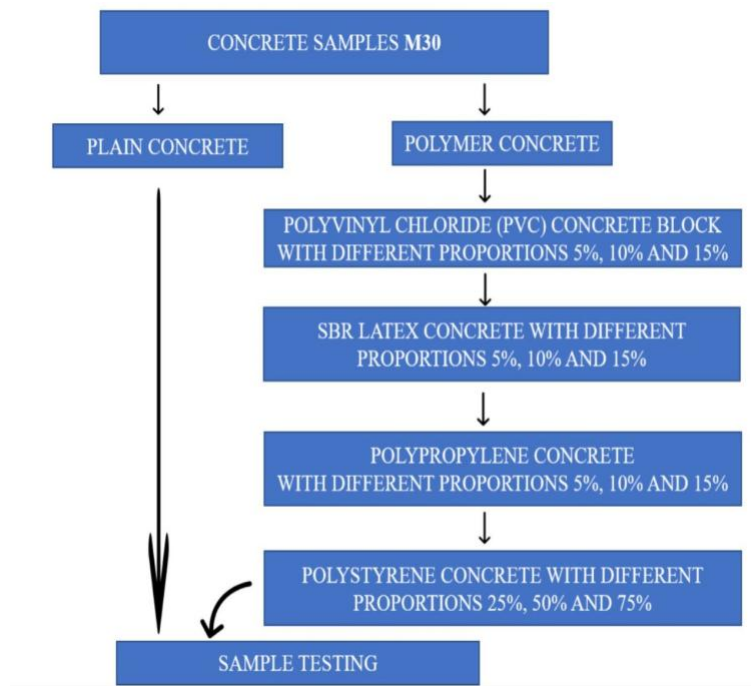 CONCRETE SAMPLES M30
PLAIN CONCRETE
POLYMER CONCRETE
POLYVINYL CHLORIDE (PVC) CONCRETE BLOCK
WITH DIFFERENT PROPORTIONS 5%, 10% AND 15%
SBR LATEX CONCRETE WITH DIFFERENT
PROPORTIONS 5%, 10% AND 15%
POLYPROPYLENE CONCRETE
WITH DIFFERENT PROPORTIONS 5%, 10% AND 15%
POLYSTYRENE CONCRETE WITH DIFFERENT
PROPORTIONS 25%, 50% AND 75%
SAMPLE TESTING